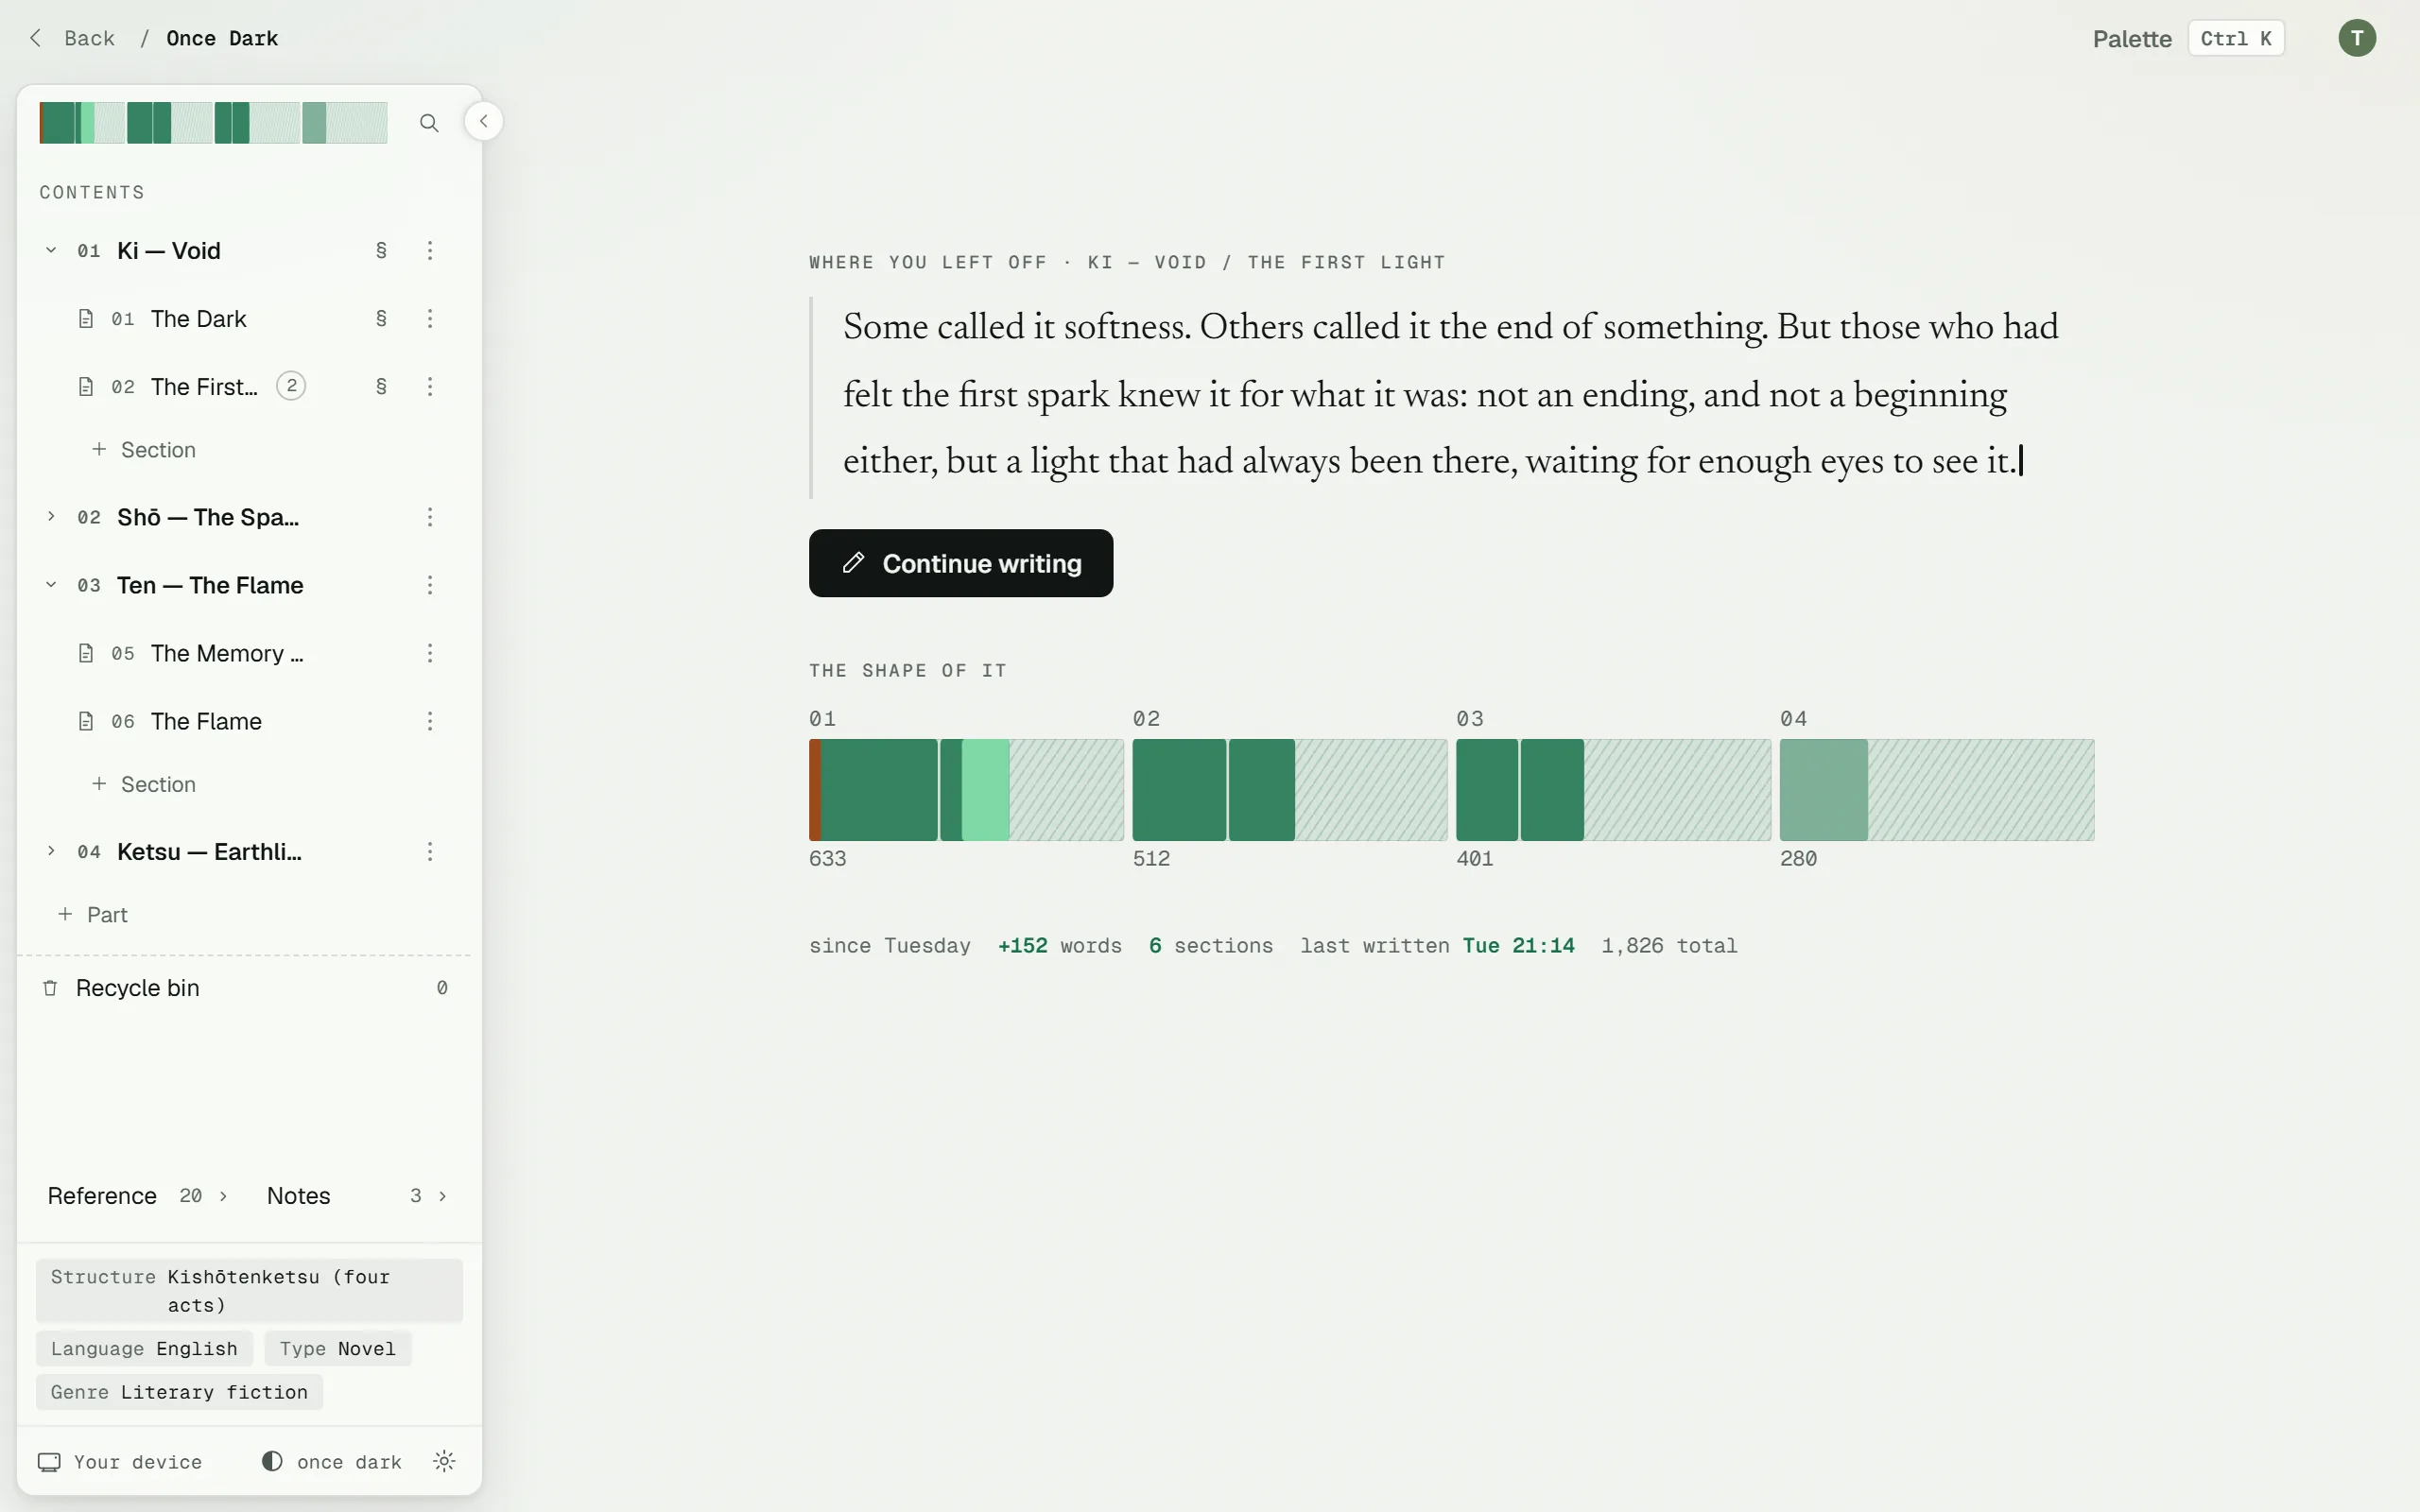 Back / Once Dark
Palette Ctrl K T
CONTENTS
01 Ki — Void §
01 The Dark §
02 The First… 2 §
+ Section
02 Shō — The Spa…
03 Ten — The Flame
05 The Memory …
06 The Flame
+ Section
04 Ketsu — Earthli…
+ Part
Recycle bin 0
Reference 20 Notes 3
Structure Kishōtenketsu (four
acts)
Language English Type Novel
Genre Literary fiction
Your device once dark
WHERE YOU LEFT OFF · KI — VOID / THE FIRST LIGHT
Some called it softness. Others called it the end of something. But those who had
felt the first spark knew it for what it was: not an ending, and not a beginning
either, but a light that had always been there, waiting for enough eyes to see it.
Continue writing
THE SHAPE OF IT
01 02 03 04
633 512 401 280
since Tuesday +152 words 6 sections last written Tue 21:14 1,826 total